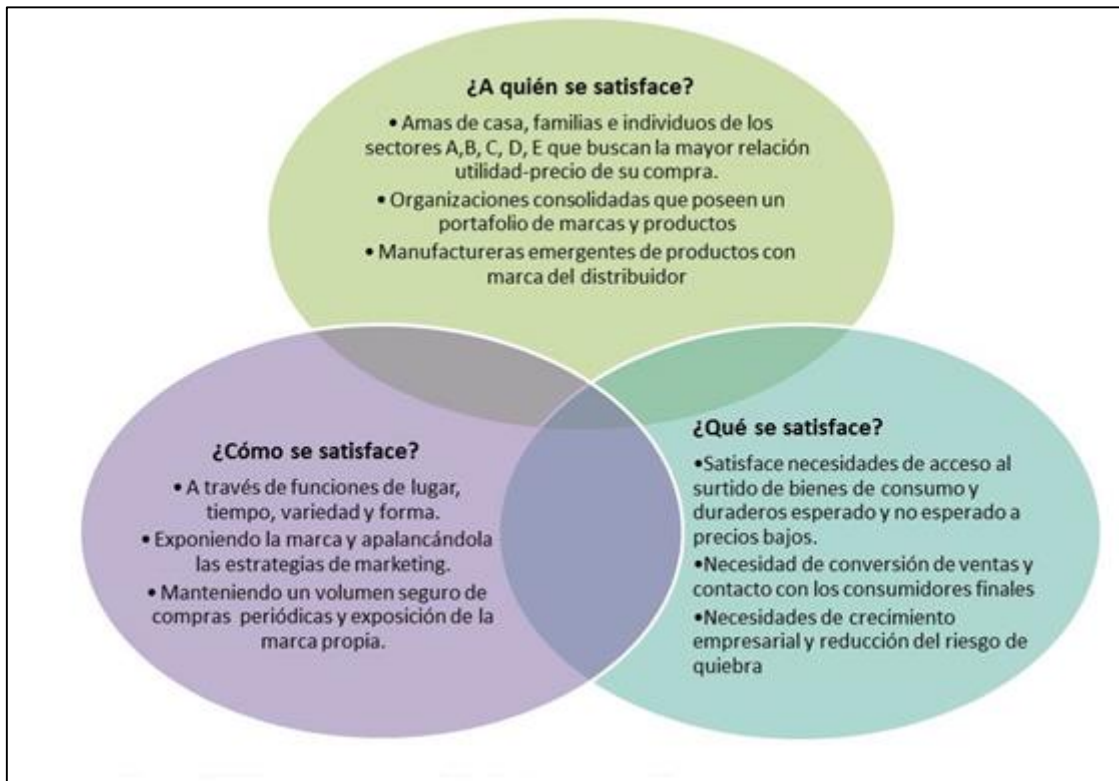 ¿A quién se satisface?
• Amas de casa, familias e individuos de los
sectores A,B, C, D, E que buscan la mayor relación
utilidad-precio de su compra.
• Organizaciones consolidadas que poseen un
portafolio de marcas y productos
• Manufactureras emergentes de productos con
marca del distribuidor
¿Cómo se satisface?
• A través de funciones de lugar,
tiempo, variedad y forma.
• Exponiendo la marca y apalancándola
las estrategias de marketing.
• Manteniendo un volumen seguro de
compras periódicas y exposición de la
marca propia.
¿Qué se satisface?
•Satisface necesidades de acceso al
surtido de bienes de consumo y
duraderos esperado y no esperado a
precios bajos.
•Necesidad de conversión de ventas y
contacto con los consumidores finales
•Necesidades de crecimiento
empresarial y reducción del riesgo de
quiebra